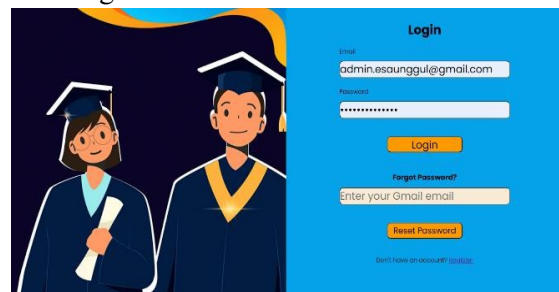 Login
Email
admin.esaunggul@gmail.com
Password
••••••••••••••
Login
Forgot Password?
Enter your Gmail email
Reset Password
Don't have an account? Register